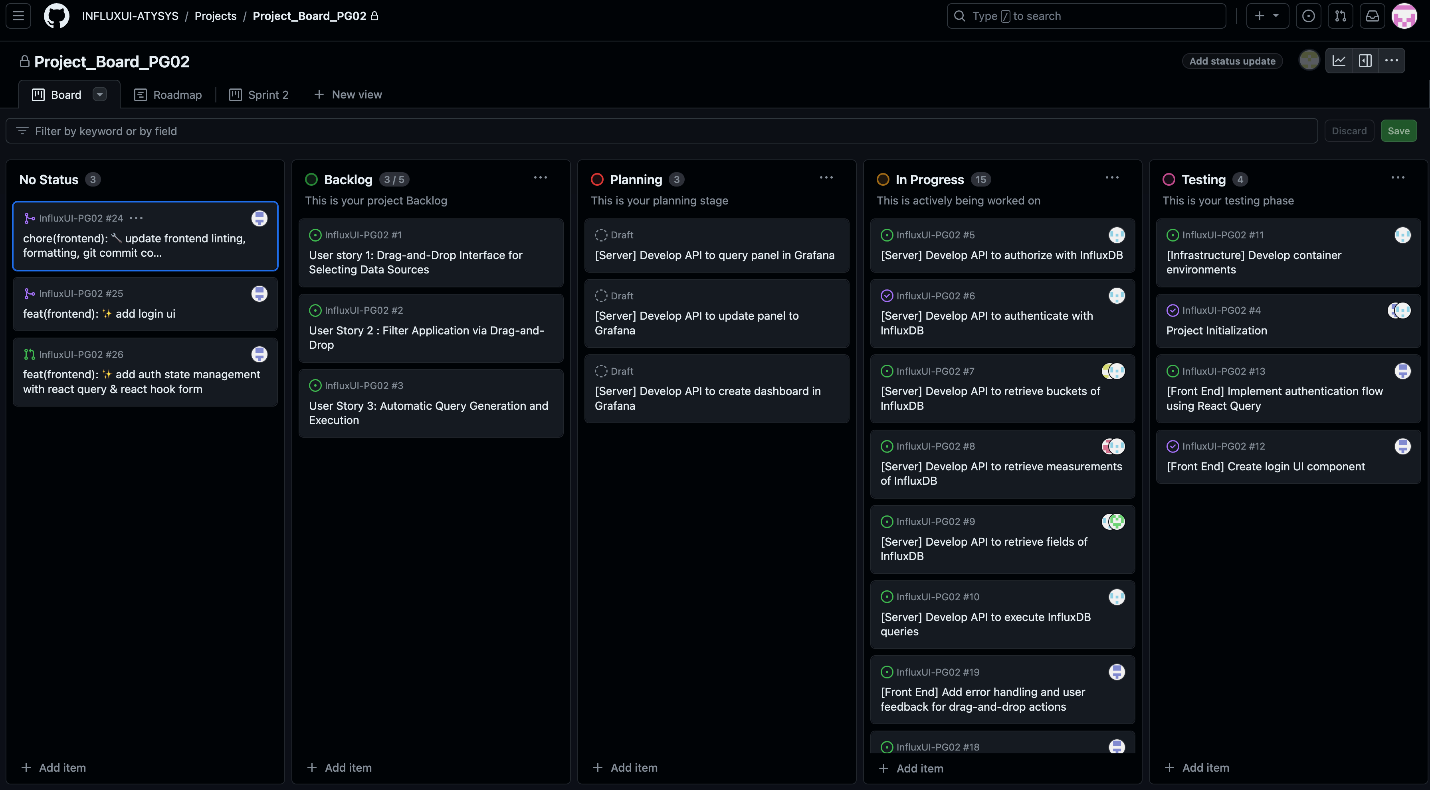 INFLUXUI-ATYSYS / Projects / Project_Board_PG02
Type / to search
Project_Board_PG02
Add status update
Board
Roadmap
Sprint 2
New view
Filter by keyword or by field
Discard
Save
No Status 3
InfluxUI-PG02 #24
chore(frontend): 🔧 update frontend linting,
formatting, git commit co...
InfluxUI-PG02 #25
feat(frontend): ✨ add login ui
InfluxUI-PG02 #26
feat(frontend): ✨ add auth state management
with react query & react hook form
Add item
Backlog 3 / 5
This is your project Backlog
InfluxUI-PG02 #1
User story 1: Drag-and-Drop Interface for
Selecting Data Sources
InfluxUI-PG02 #2
User Story 2 : Filter Application via Drag-and-
Drop
InfluxUI-PG02 #3
User Story 3: Automatic Query Generation and
Execution
Add item
Planning 3
This is your planning stage
Draft
[Server] Develop API to query panel in Grafana
Draft
[Server] Develop API to update panel to
Grafana
Draft
[Server] Develop API to create dashboard in
Grafana
Add item
In Progress 15
This is actively being worked on
InfluxUI-PG02 #5
[Server] Develop API to authorize with InfluxDB
InfluxUI-PG02 #6
[Server] Develop API to authenticate with
InfluxDB
InfluxUI-PG02 #7
[Server] Develop API to retrieve buckets of
InfluxDB
InfluxUI-PG02 #8
[Server] Develop API to retrieve measurements
of InfluxDB
InfluxUI-PG02 #9
[Server] Develop API to retrieve fields of
InfluxDB
InfluxUI-PG02 #10
[Server] Develop API to execute InfluxDB
queries
InfluxUI-PG02 #19
[Front End] Add error handling and user
feedback for drag-and-drop actions
InfluxUI-PG02 #18
Add item
Testing 4
This is your testing phase
InfluxUI-PG02 #11
[Infrastructure] Develop container
environments
InfluxUI-PG02 #4
Project Initialization
InfluxUI-PG02 #13
[Front End] Implement authentication flow
using React Query
InfluxUI-PG02 #12
[Front End] Create login UI component
Add item